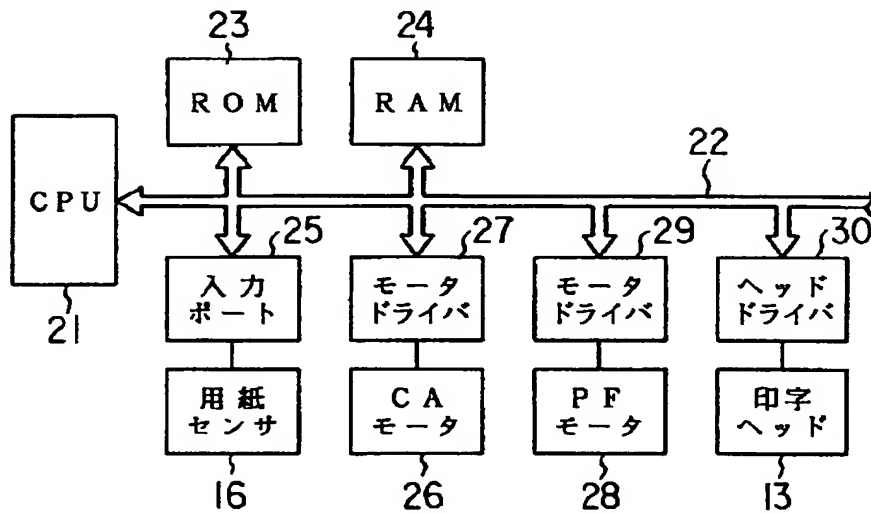 23
24
ROM
RAM
CPU
22
21
25
27
29
30
入力
ポート
モータ
ドライバ
モータ
ドライバ
ヘッド
ドライバ
用紙
センサ
CA
モータ
PF
モータ
印字
ヘッド
16
26
28
13